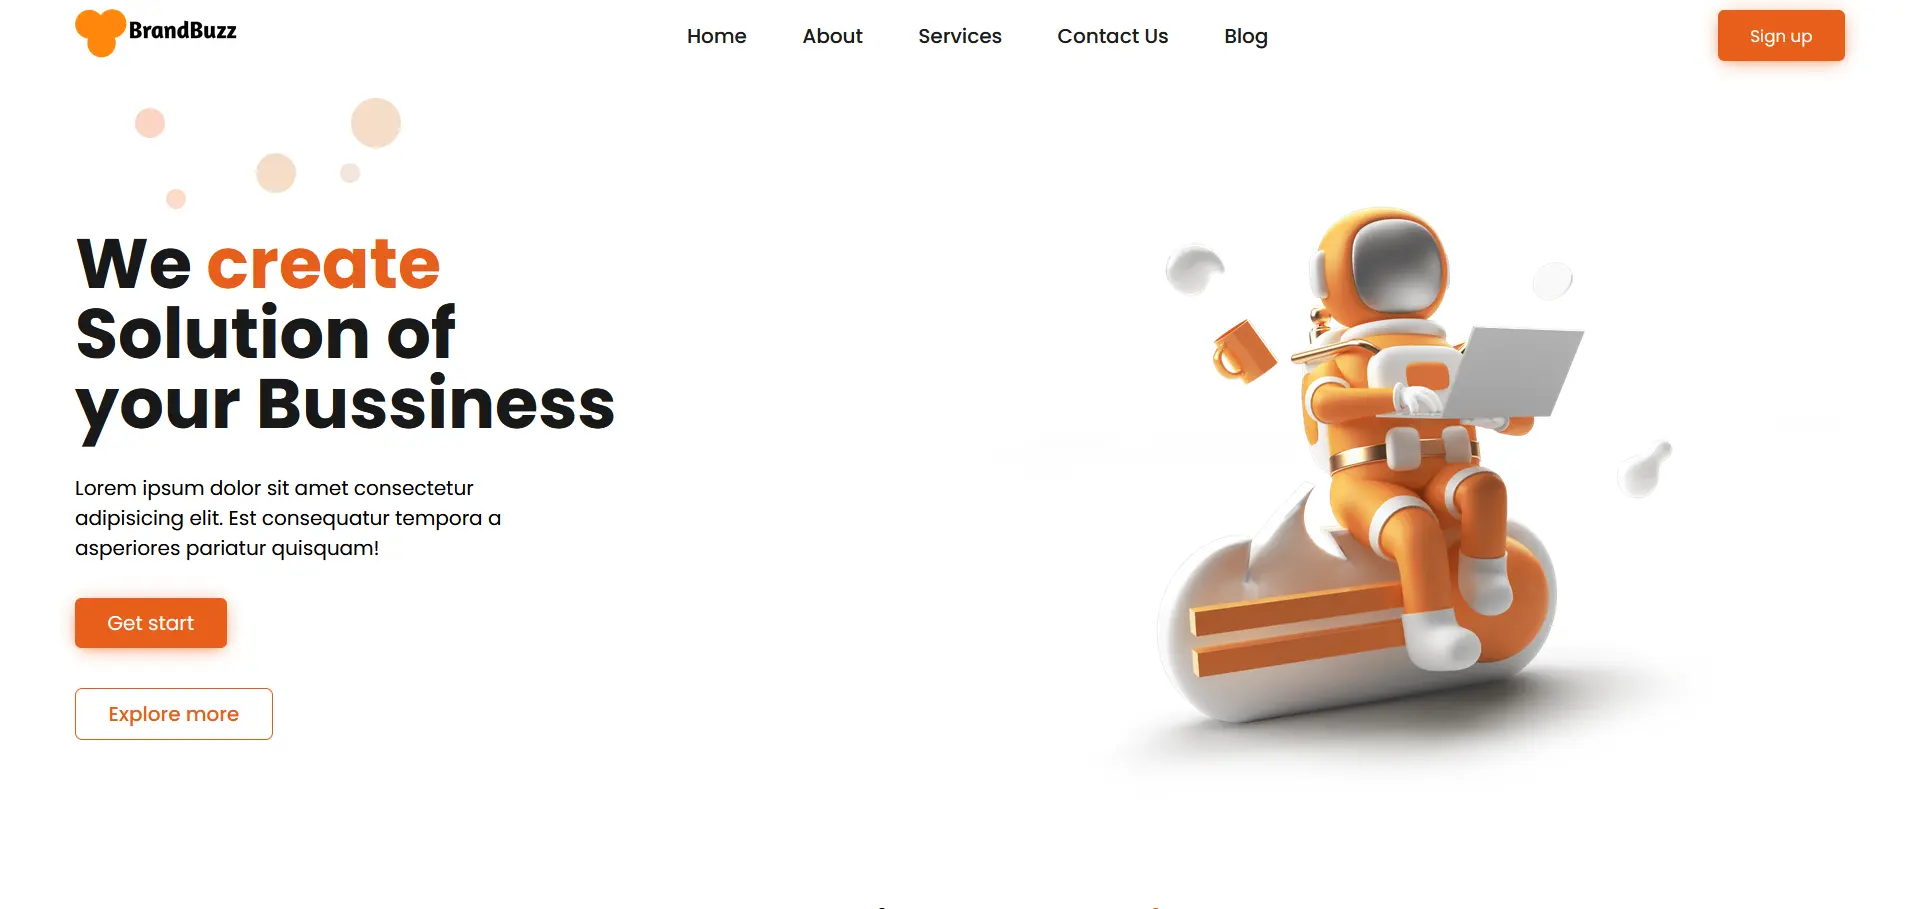 BrandBuzz
Home
About
Services
Contact Us
Blog
Sign up
We create
Solution of
your Bussiness
Lorem ipsum dolor sit amet consectetur
adipisicing elit. Est consequatur tempora a
asperiores pariatur quisquam!
Get start
Explore more